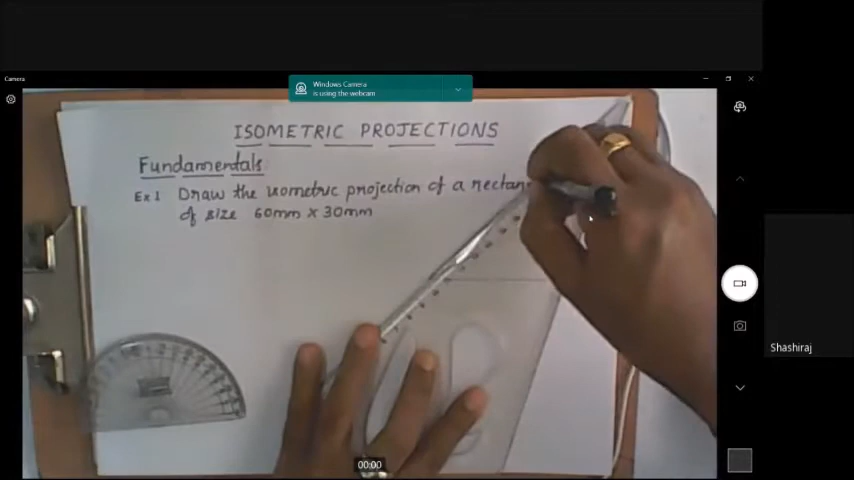 Camera
Windows Camera
is using the webcam
ISOMETRIC PROJECTIONS
Fundamentals
Ex 1 Draw the isometric projection of a rectan
of size 60mm x 30mm
Shashiraj
00:00